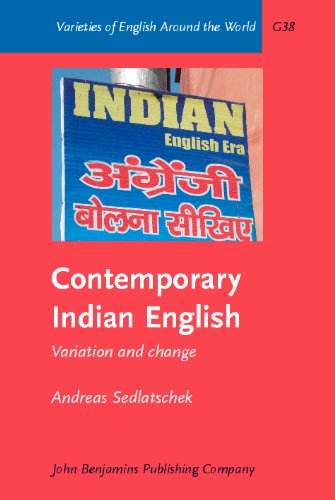 Varieties of English Around the World G38
INDIAN
English Era
अंग्रेंजी
बोलना सीखिए
Contemporary
Indian English
Variation and change
Andreas Sedlatschek
John Benjamins Publishing Company